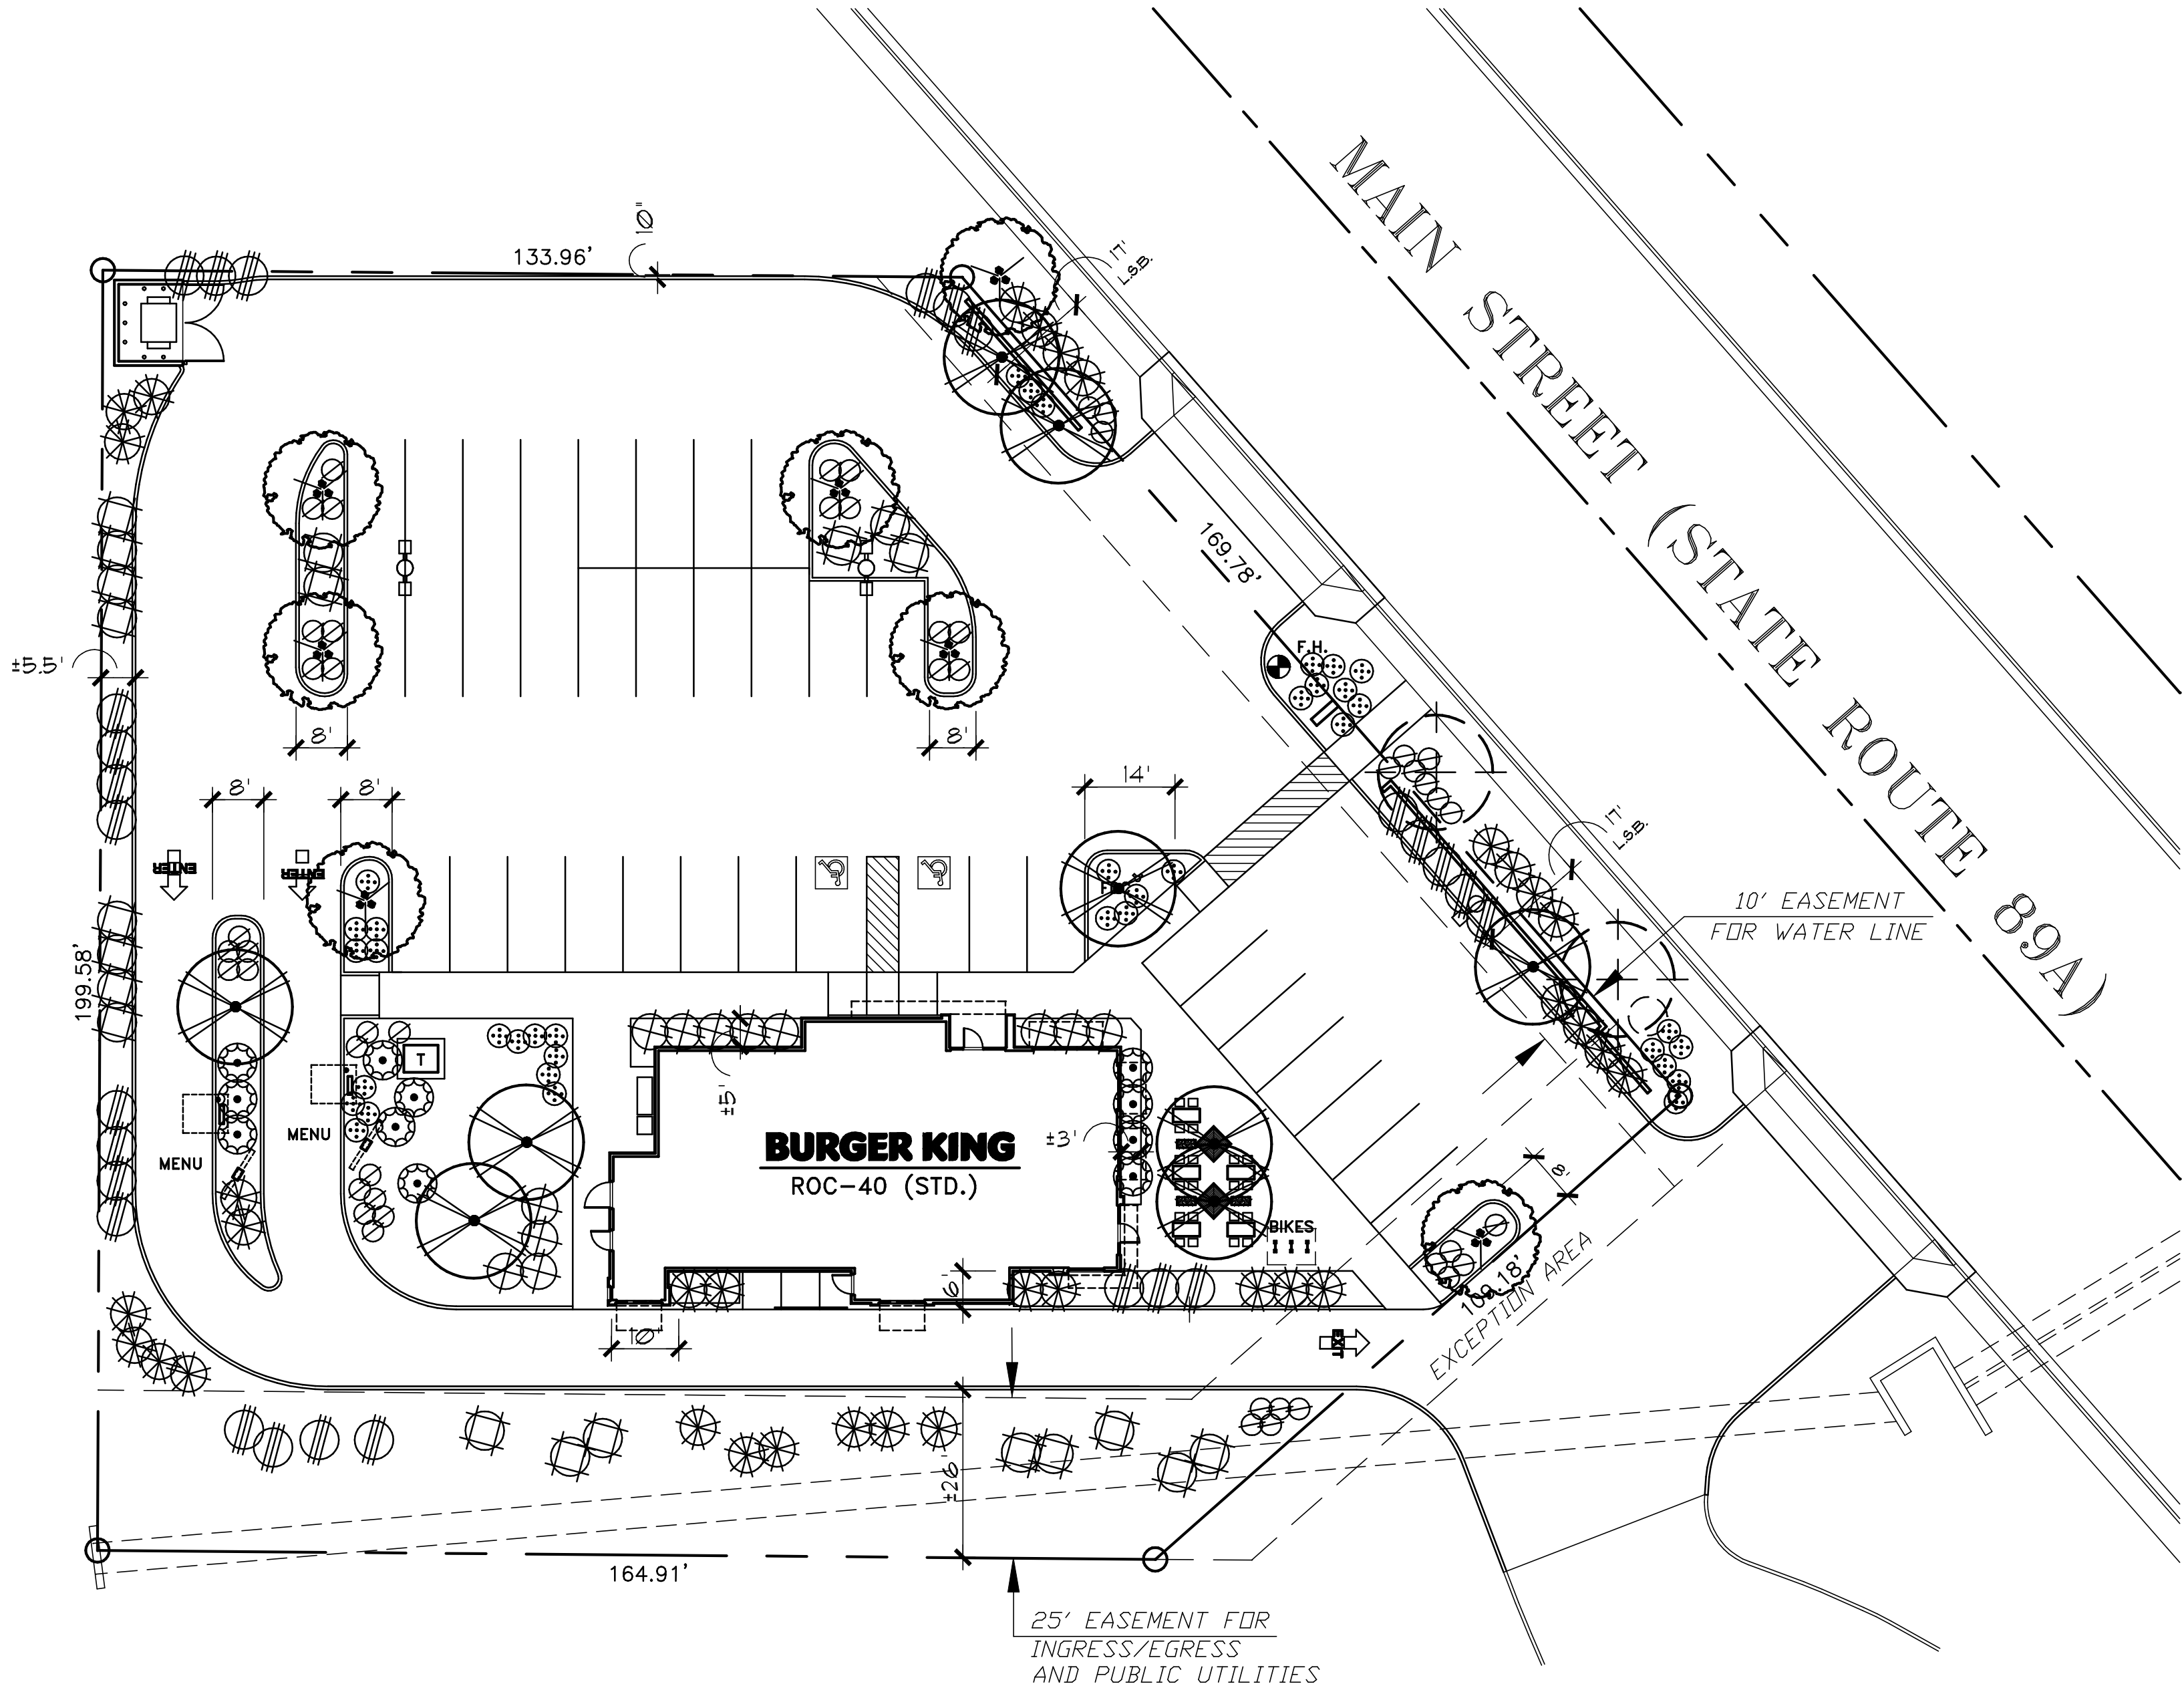 10"
133.96'
17'
L.S.B.
MAIN STREET (STATE ROUTE 89A)
169.78'
±5.5'
F.H.
8'
8'
8'
8'
14'
17'
L.S.B.
ENTER
ENTER
10' EASEMENT
FOR WATER LINE
199.58'
T
±5'
MENU
MENU
BURGER KING
ROC-40 (STD.)
±3'
8'
BIKES
109.18'
EXCEPTION AREA
6'
10'
EXIT
±26'
164.91'
25' EASEMENT FOR
INGRESS/EGRESS
AND PUBLIC UTILITIES